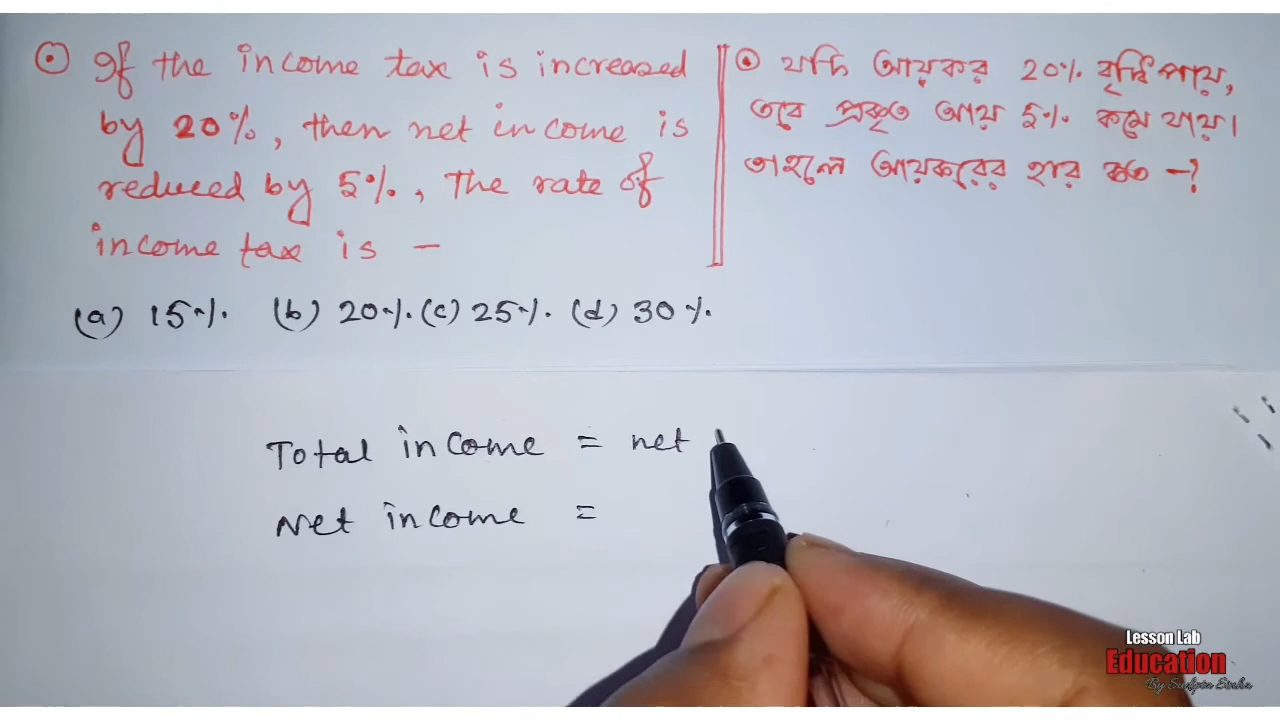 If the income tax is increased
by 20%, then net income is
reduced by 5%, The rate of
income tax is -
যদি আয়কর 20% বৃদ্ধি পায়,
তবে প্রকৃত আয় 5% কমে যায়।
তাহলে আয়করের হার কত -?
(a) 15%. (b) 20%. (c) 25%. (d) 30%.
Total income = net
Net income =
Lesson Lab
Education